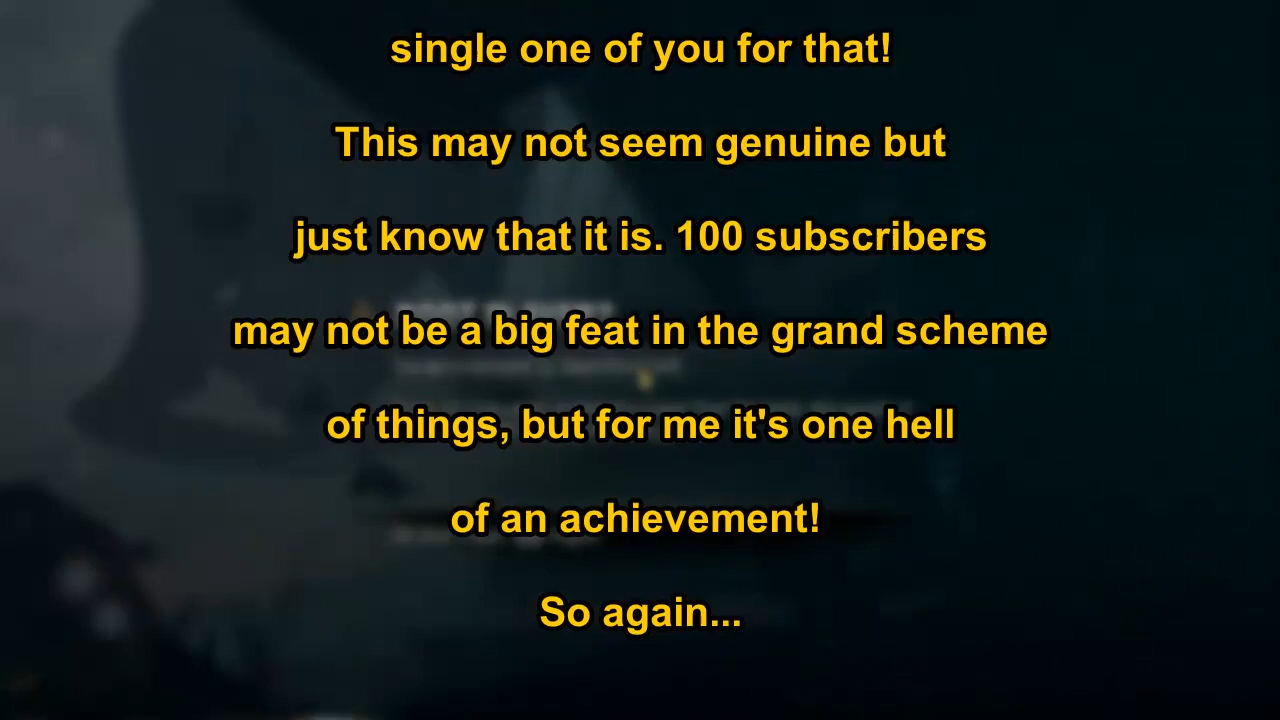 single one of you for that!
This may not seem genuine but
just know that it is. 100 subscribers
may not be a big feat in the grand scheme
of things, but for me it's one hell
of an achievement!
So again...